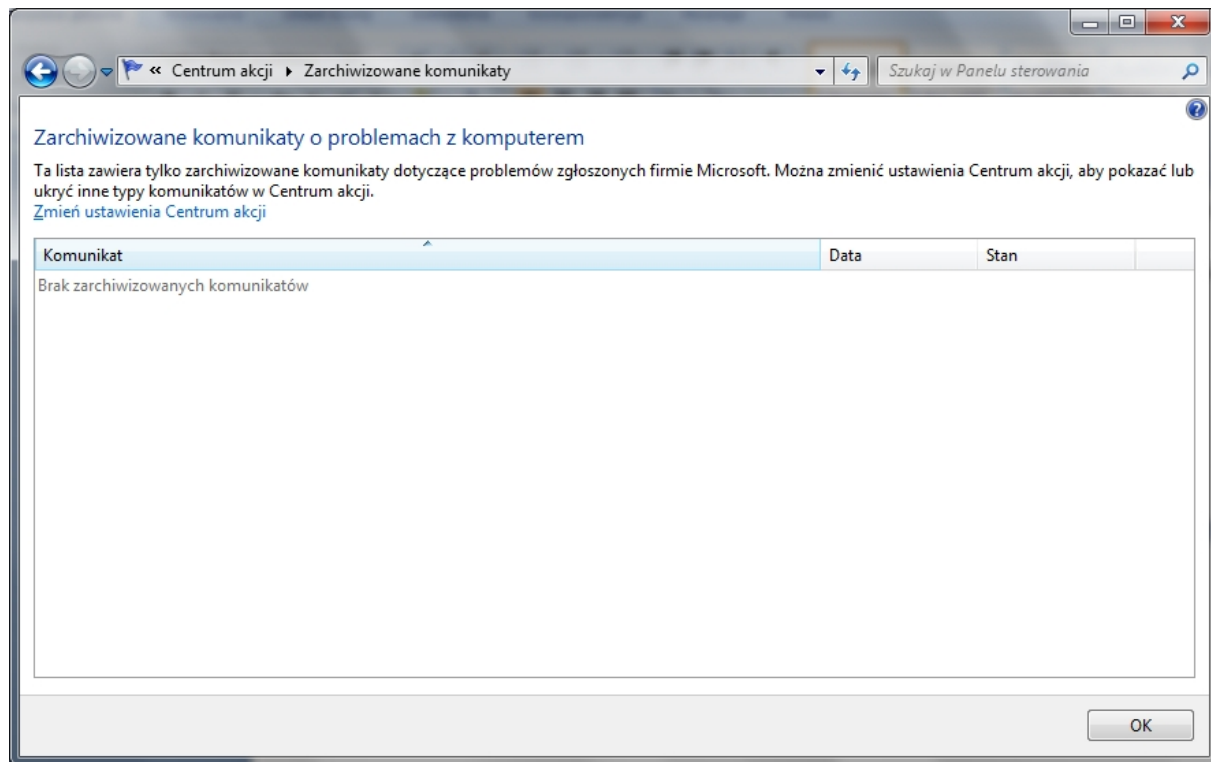 « Centrum akcji ▸ Zarchiwizowane komunikaty
Szukaj w Panelu sterowania
Zarchiwizowane komunikaty o problemach z komputerem
Ta lista zawiera tylko zarchiwizowane komunikaty dotyczące problemów zgłoszonych firmie Microsoft. Można zmienić ustawienia Centrum akcji, aby pokazać lub
ukryć inne typy komunikatów w Centrum akcji.
Zmień ustawienia Centrum akcji
Komunikat Data Stan
Brak zarchiwizowanych komunikatów
OK